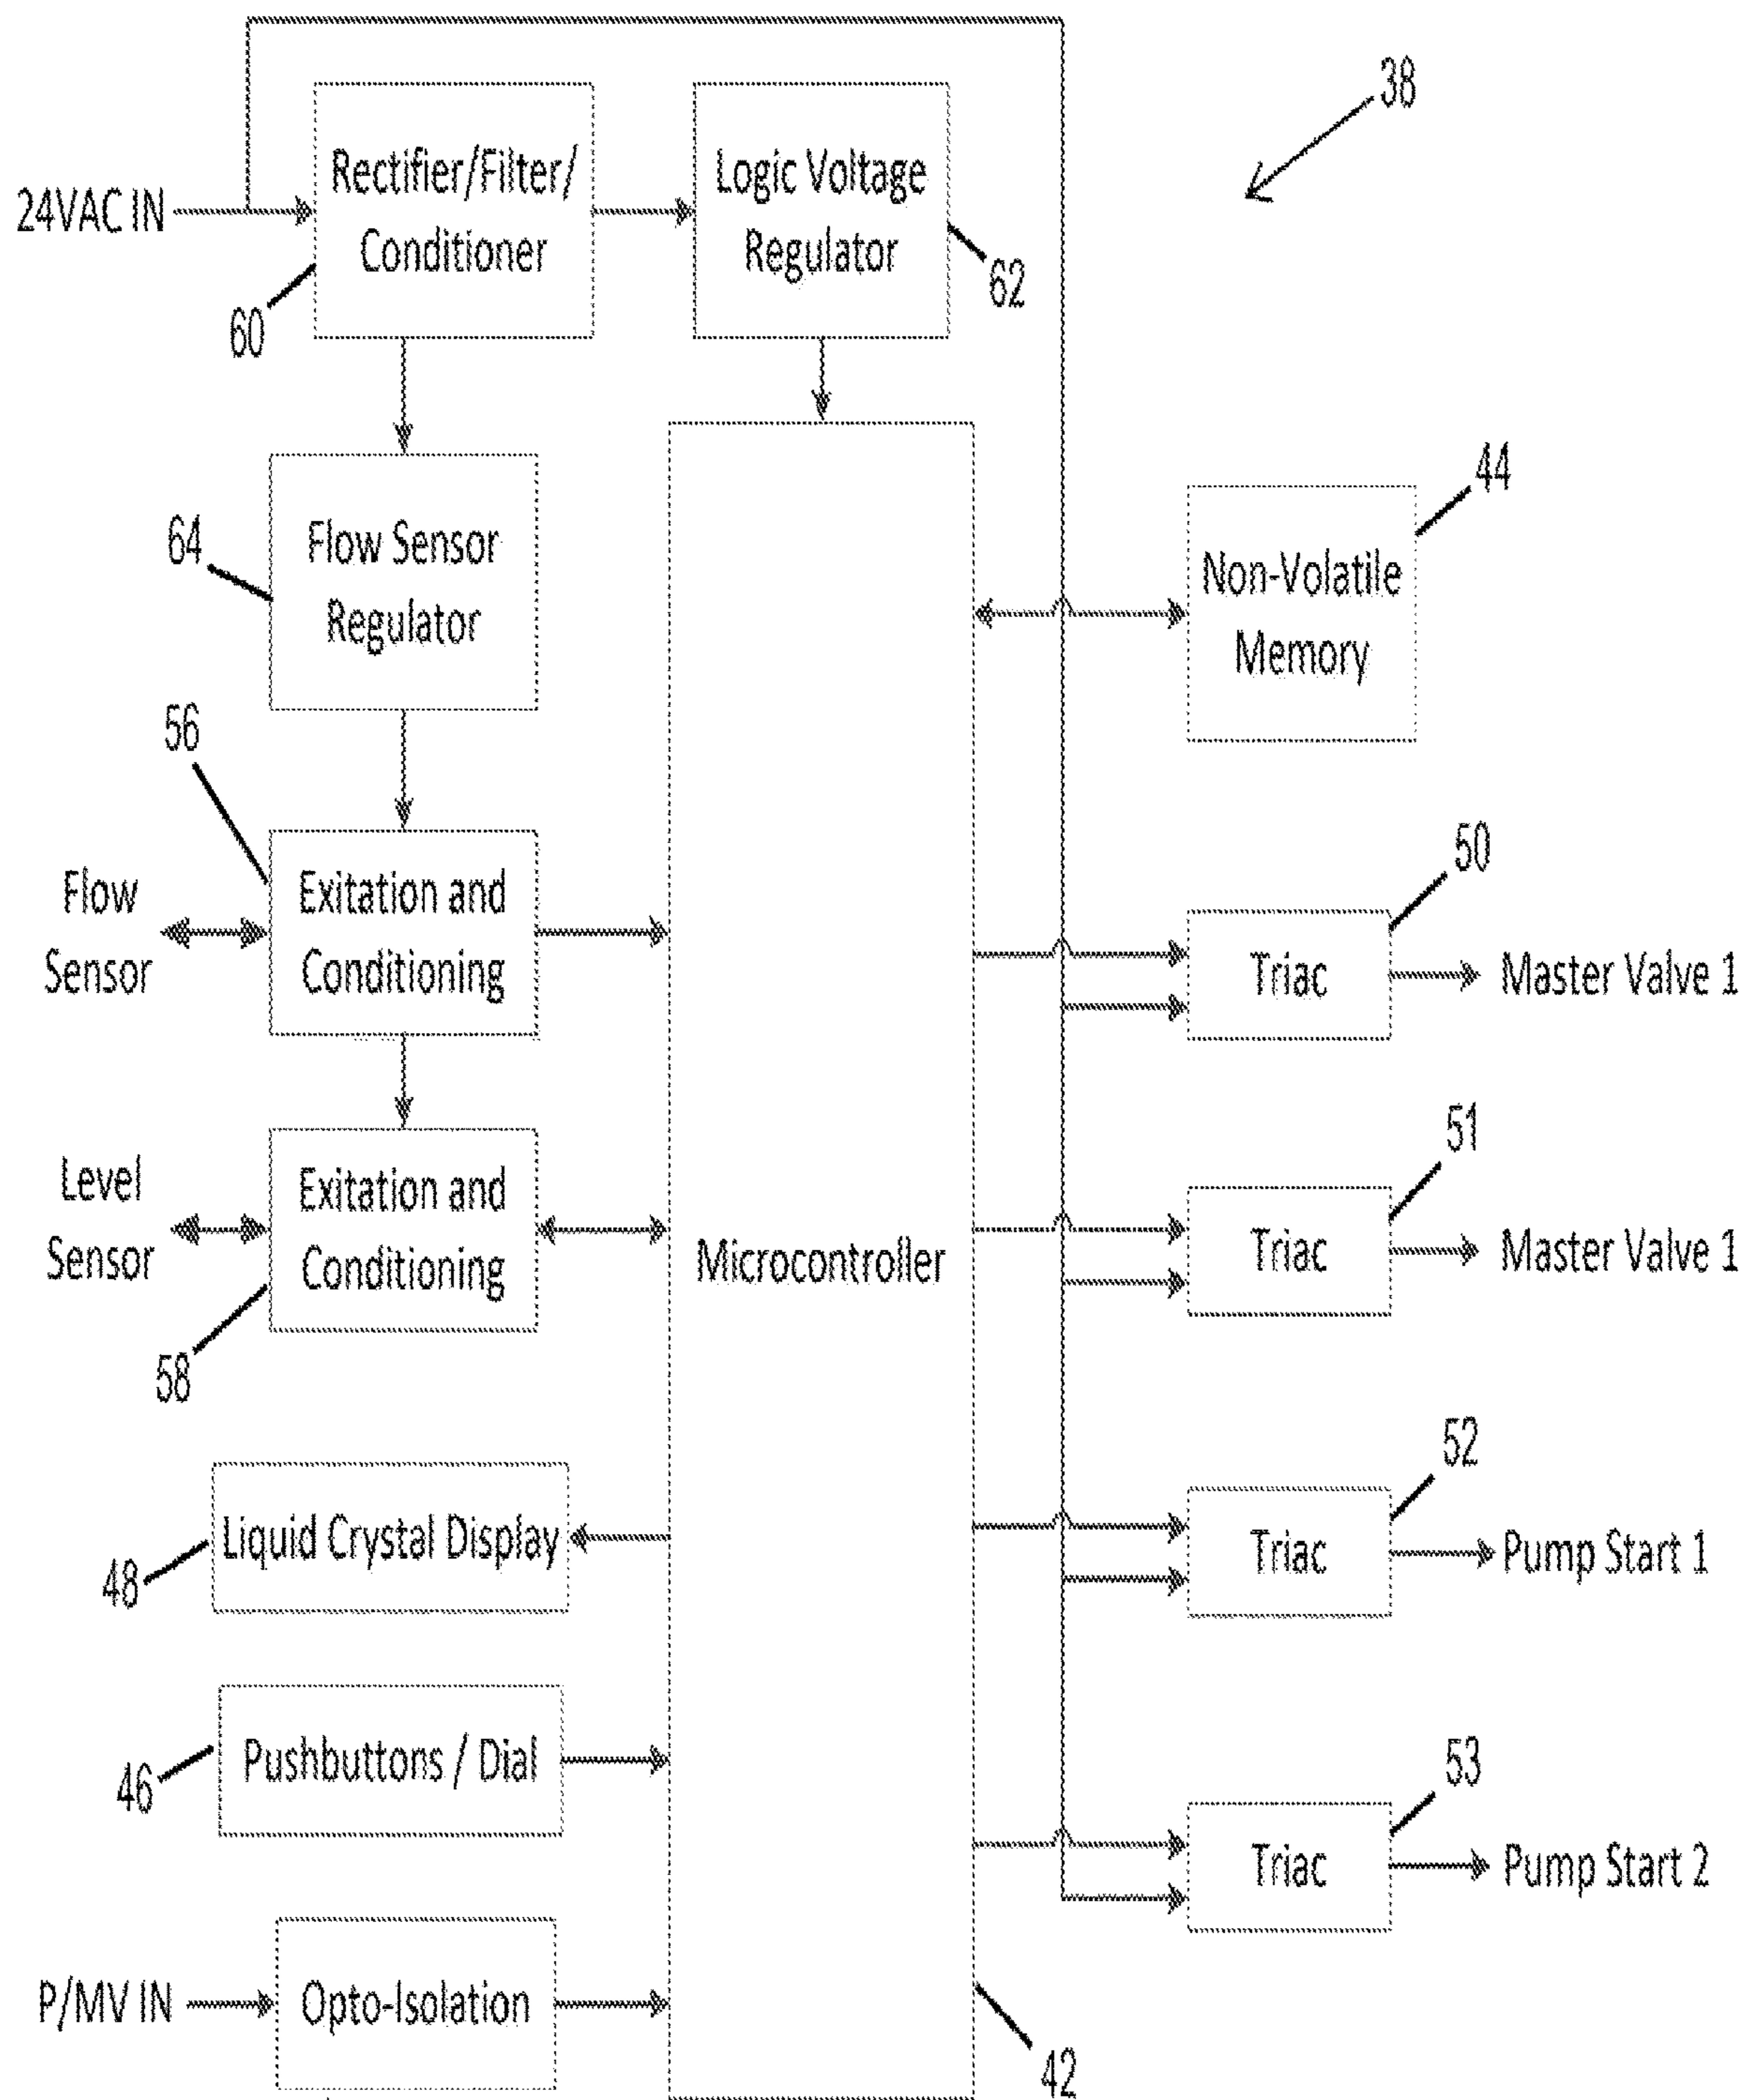 38
24VAC IN
Rectifier/Filter/
Conditioner
Logic Voltage
Regulator
60
62
44
64
Flow Sensor
Regulator
Non-Volatile
Memory
56
50
Flow
Sensor
Exitation and
Conditioning
Triac
Master Valve 1
51
Level
Sensor
Exitation and
Conditioning
Microcontroller
Triac
Master Valve 1
58
52
48
Liquid Crystal Display
Triac
Pump Start 1
46
Pushbuttons / Dial
53
Triac
Pump Start 2
P/MV IN
Opto-Isolation
42